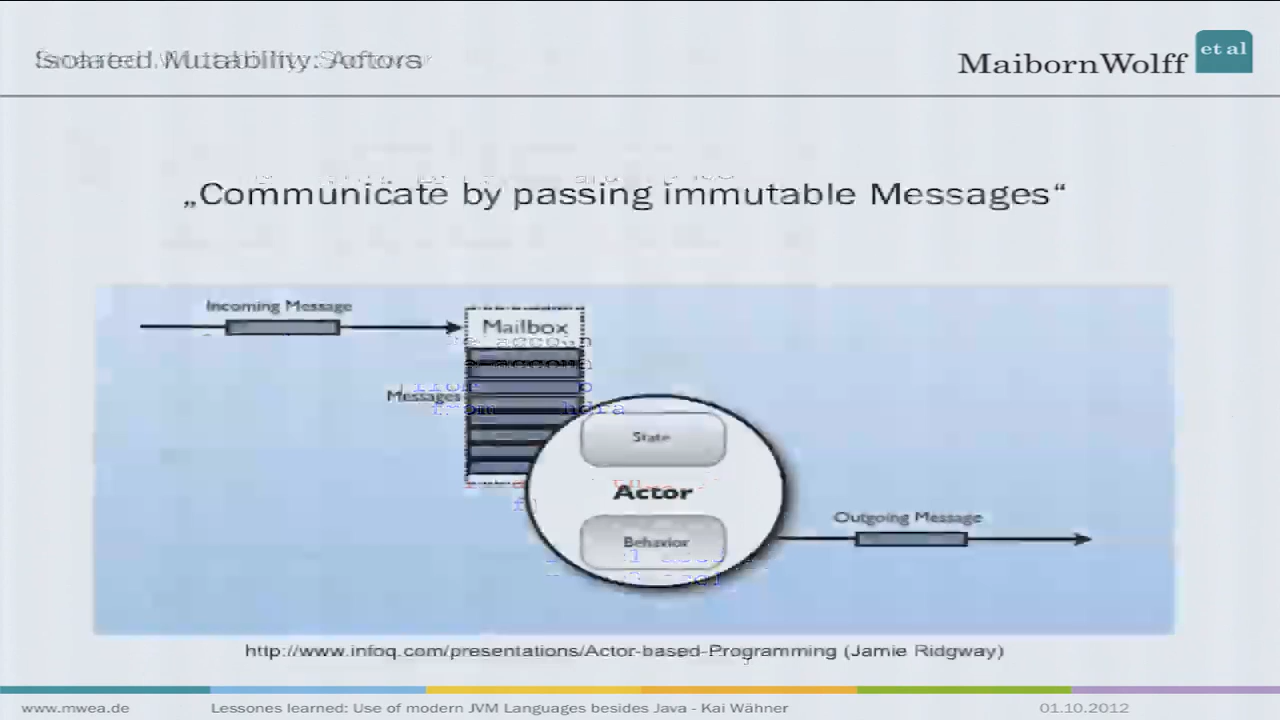 Isolated Mutability: Actors
MaibornWolff et al
„Communicate by passing immutable Messages“
Incoming Message
Mailbox
Messages
State
Actor
Behavior
Outgoing Message
http://www.infoq.com/presentations/Actor-based-Programming (Jamie Ridgway)
www.mwea.de
Lessones learned: Use of modern JVM Languages besides Java - Kai Wähner
01.10.2012